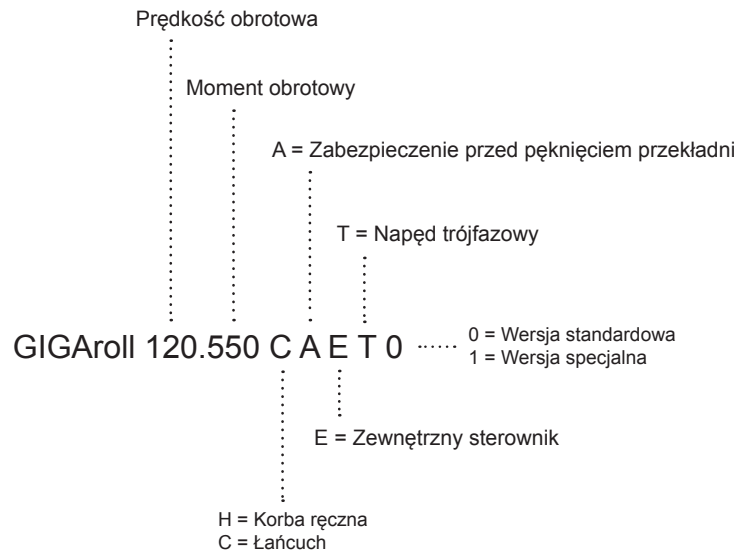 Prędkość obrotowa
Moment obrotowy
A = Zabezpieczenie przed pęknięciem przekładni
T = Napęd trójfazowy
GIGAroll 120.550 C A E T 0
0 = Wersja standardowa
1 = Wersja specjalna
E = Zewnętrzny sterownik
H = Korba ręczna
C = Łańcuch